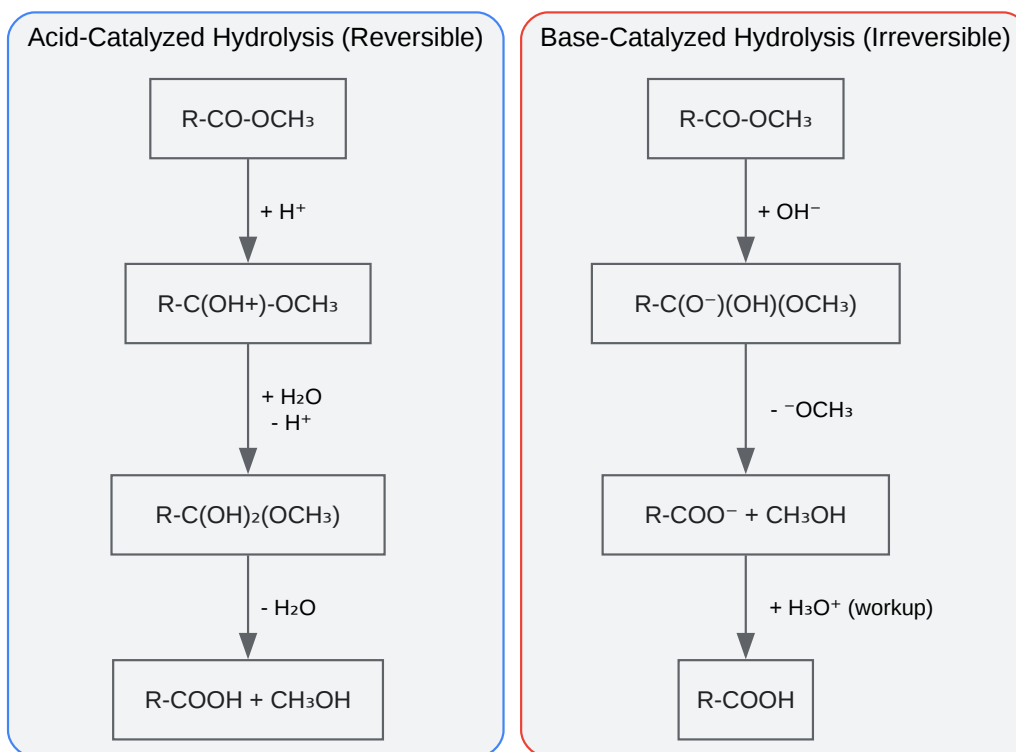 Acid-Catalyzed Hydrolysis (Reversible)
R-CO-OCH₃
+ H⁺
R-C(OH+)-OCH₃
+ H₂O
- H⁺
R-C(OH)₂(OCH₃)
- H₂O
R-COOH + CH₃OH
Base-Catalyzed Hydrolysis (Irreversible)
R-CO-OCH₃
+ OH⁻
R-C(O⁻)(OH)(OCH₃)
- ⁻OCH₃
R-COO⁻ + CH₃OH
+ H₃O⁺ (workup)
R-COOH